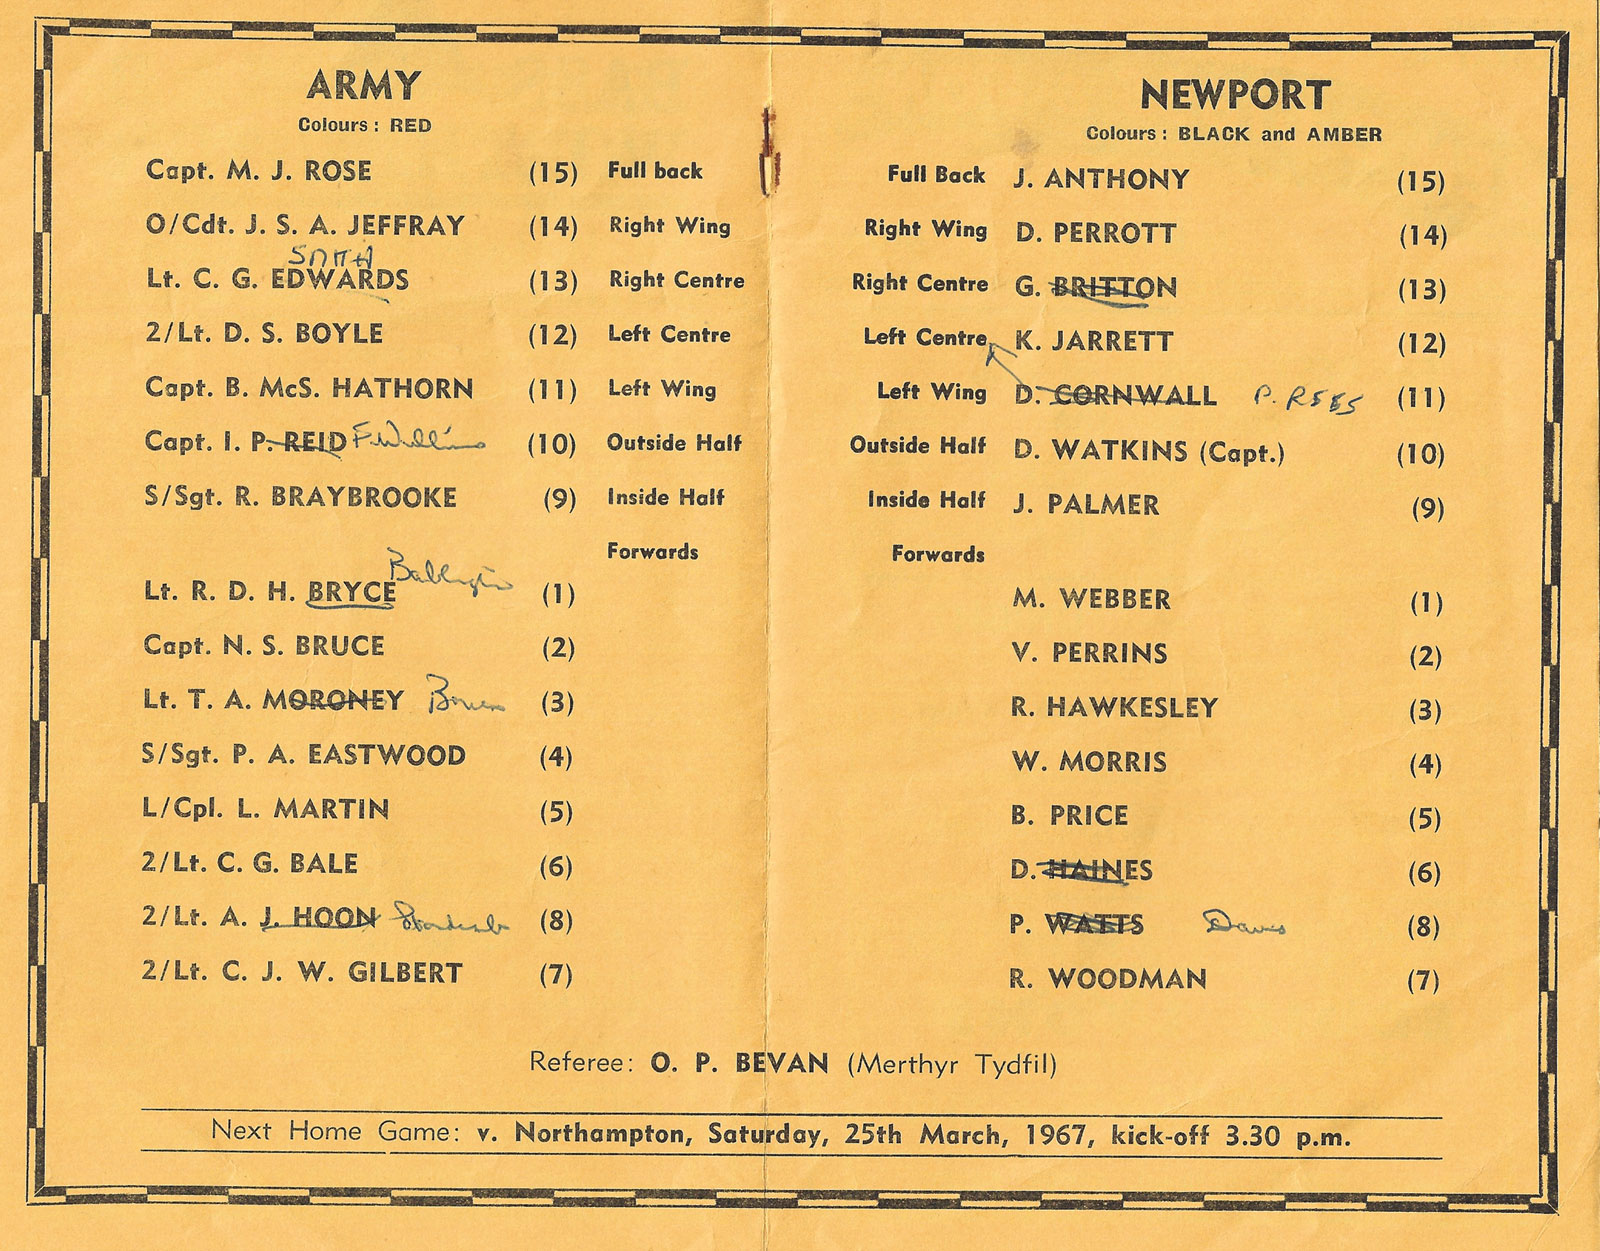 ARMY
Colours: RED
Capt. M. J. ROSE (15) Full back
O/Cdt. J. S. A. JEFFRAY (14) Right Wing
SMITH
Lt. C. G. EDWARDS (13) Right Centre
2/Lt. D. S. BOYLE (12) Left Centre
Capt. B. McS. HATHORN (11) Left Wing
Capt. I. P. REID (10) Outside Half
S/Sgt. R. BRAYBROOKE (9) Inside Half
Forwards
Lt. R. D. H. BRYCE (1)
Capt. N. S. BRUCE (2)
Lt. T. A. MORONEY (3)
S/Sgt. P. A. EASTWOOD (4)
L/Cpl. L. MARTIN (5)
2/Lt. C. G. BALE (6)
2/Lt. A. J. HOON (8)
2/Lt. C. J. W. GILBERT (7)
NEWPORT
Colours: BLACK and AMBER
Full Back J. ANTHONY (15)
Right Wing D. PERROTT (14)
Right Centre G. BRITTON (13)
Left Centre K. JARRETT (12)
Left Wing D. CORNWALL P. REES (11)
Outside Half D. WATKINS (Capt.) (10)
Inside Half J. PALMER (9)
Forwards
M. WEBBER (1)
V. PERRINS (2)
R. HAWKESLEY (3)
W. MORRIS (4)
B. PRICE (5)
D. HAINES (6)
P. WATTS Davis (8)
R. WOODMAN (7)
Referee: O. P. BEVAN (Merthyr Tydfil)
Next Home Game: v. Northampton, Saturday, 25th March, 1967, kick-off 3.30 p.m.